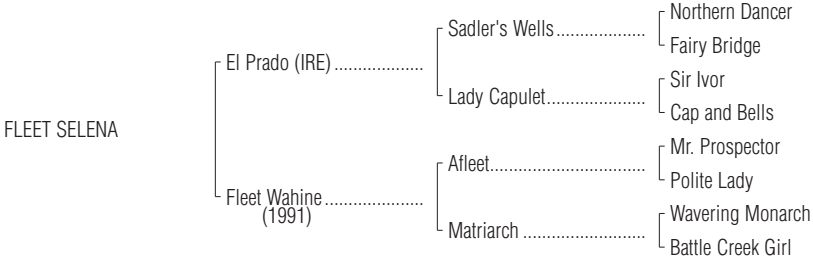 Northern Dancer
Sadler's Wells....................
Fairy Bridge
El Prado (IRE) ...................
Sir Ivor
Lady Capulet......................
Cap and Bells
FLEET SELENA
Mr. Prospector
Afleet..................................
Polite Lady
Fleet Wahine .....................
(1991)
Wavering Monarch
Matriarch ..........................
Battle Creek Girl